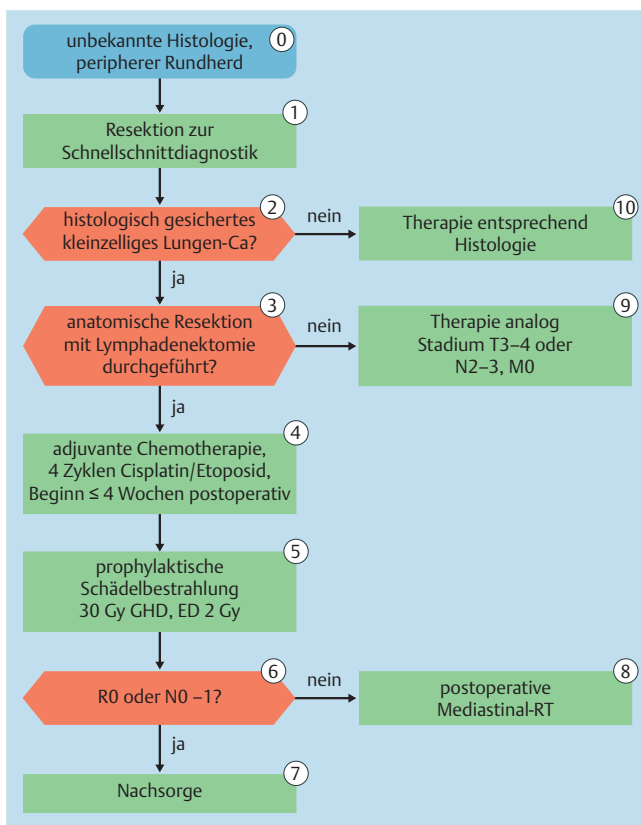 unbekannte Histologie,
peripherer Rundherd
0
Resektion zur
Schnellschnittdiagnostik
1
histologisch gesichertes
kleinzelliges Lungen-Ca?
2
nein
Therapie entsprechend
Histologie
10
ja
anatomische Resektion
mit Lymphadenektomie
durchgeführt?
3
nein
Therapie analog
Stadium T3–4 oder
N2–3, M0
9
ja
adjuvante Chemotherapie,
4 Zyklen Cisplatin/Etoposid,
Beginn ≤ 4 Wochen postoperativ
4
prophylaktische
Schädelbestrahlung
30 Gy GHD, ED 2 Gy
5
R0 oder N0 –1?
6
nein
postoperative
Mediastinal-RT
8
ja
Nachsorge
7